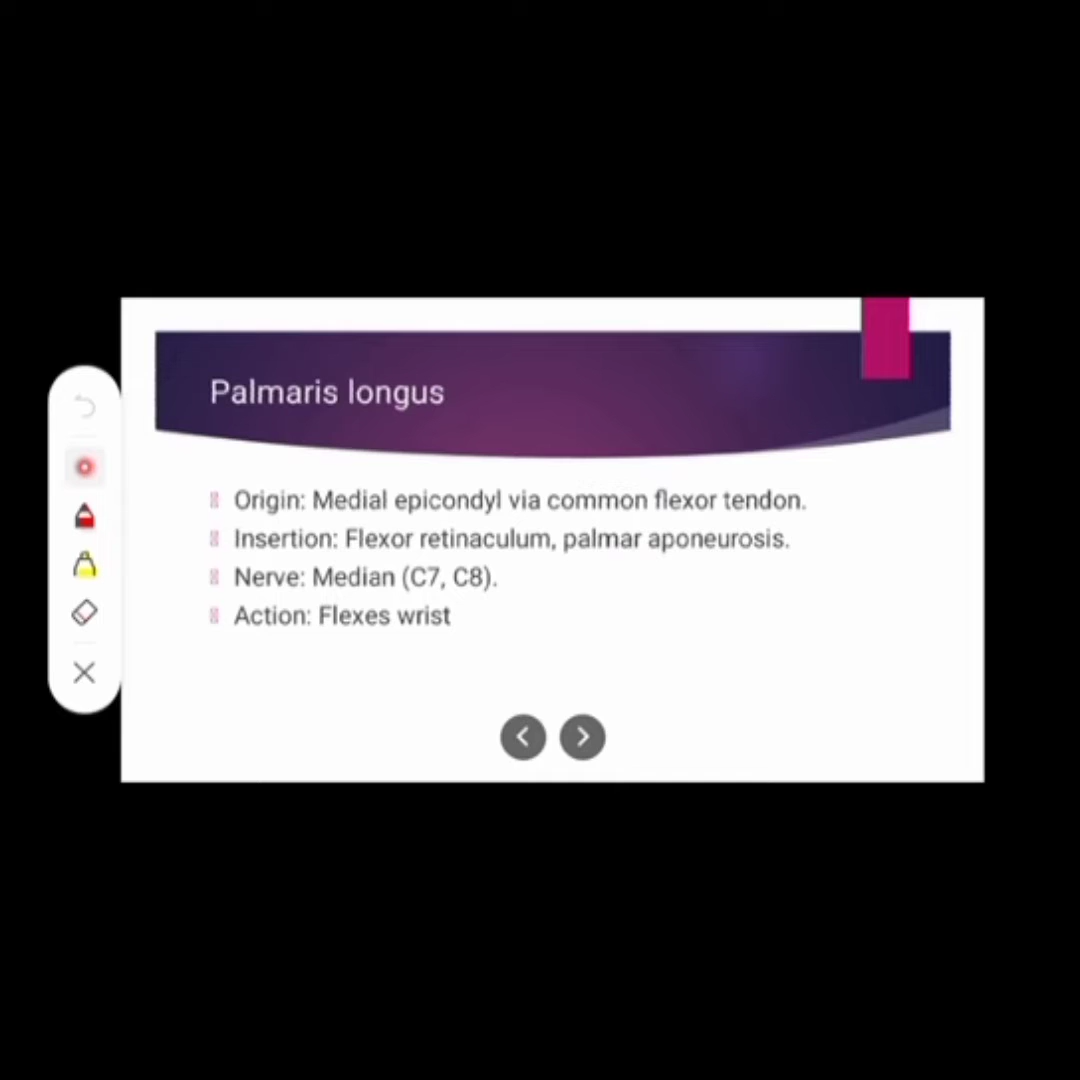 Palmaris longus
Origin: Medial epicondyl via common flexor tendon.
Insertion: Flexor retinaculum, palmar aponeurosis.
Nerve: Median (C7, C8).
Action: Flexes wrist